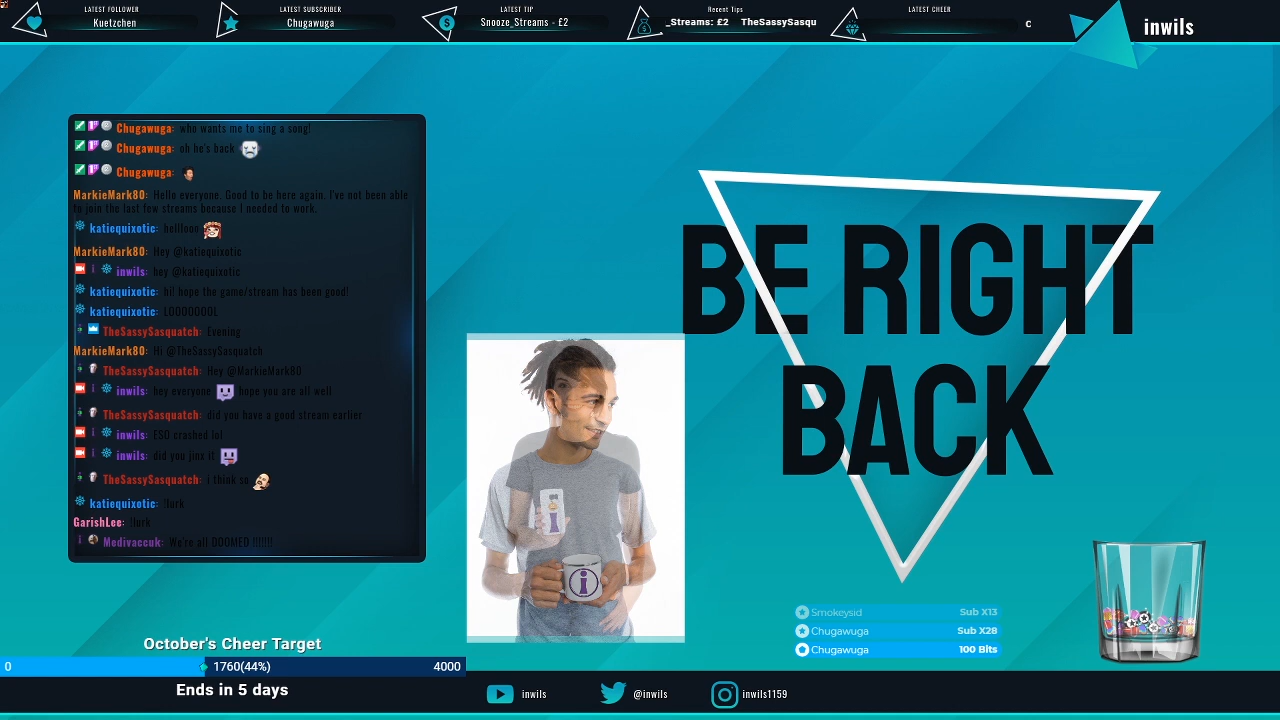 LATEST FOLLOWER
Kuetzchen
LATEST SUBSCRIBER
Chugawuga
LATEST TIP
Snooze_Streams - £2
Recent Tips
_Streams: £2 TheSassySasqu
LATEST CHEER
C
inwils
Chugawuga: who wants me to sing a song!
Chugawuga: oh he's back
Chugawuga:
MarkieMark80: Hello everyone. Good to be here again. I've not been able
to join the last few streams because I needed to work.
katiequixotic: hellloon
MarkieMark80: Hey @katiequixotic
inwils: hey @katiequixotic
katiequixotic: hi! hope the game/stream has been good!
katiequixotic: LOOOOOOOL
TheSassySasquatch: Evening
MarkieMark80: Hi @TheSassySasquatch
TheSassySasquatch: Hey @MarkieMark80
inwils: hey everyone hope you are all well
TheSassySasquatch: did you have a good stream earlier
inwils: ESO crashed lol
inwils: did you jinx it
TheSassySasquatch: i think so
katiequixotic: !lurk
GarishLee: !lurk
Medivaccuk: We're all DOOMED !!!!!!!
BE RIGHT
BACK
i
Smokeysid Sub X13
Chugawuga Sub X28
Chugawuga 100 Bits
October's Cheer Target
0 1760(44%) 4000
Ends in 5 days
inwils
@inwils
inwils1159